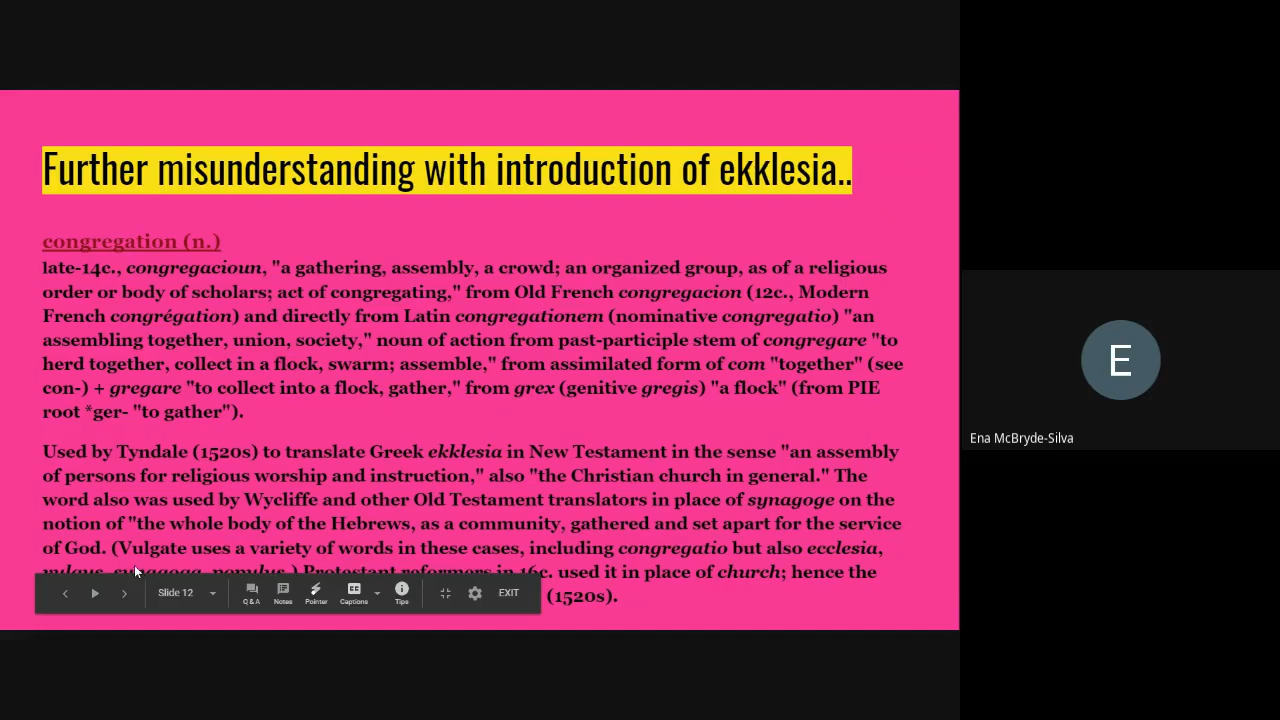 Further misunderstanding with introduction of ekklesia..
congregation (n.)
late-14c., congregacioun, "a gathering, assembly, a crowd; an organized group, as of a religious
order or body of scholars; act of congregating," from Old French congregacion (12c., Modern
French congrégation) and directly from Latin congregationem (nominative congregatio) "an
assembling together, union, society," noun of action from past-participle stem of congregare "to
herd together, collect in a flock, swarm; assemble," from assimilated form of com "together" (see
con-) + gregare "to collect into a flock, gather," from grex (genitive gregis) "a flock" (from PIE
root *ger- "to gather").
Used by Tyndale (1520s) to translate Greek ekklesia in New Testament in the sense "an assembly
of persons for religious worship and instruction," also "the Christian church in general." The
word also was used by Wycliffe and other Old Testament translators in place of synagoge on the
notion of "the whole body of the Hebrews, as a community, gathered and set apart for the service
of God. (Vulgate uses a variety of words in these cases, including congregatio but also ecclesia,
vulgus, synagoga, populus.) Protestant reformers in 16c. used it in place of church; hence the
(1520s).
Slide 12
Q & A
Notes
Pointer
Captions
Tips
EXIT
E
Ena McBryde-Silva